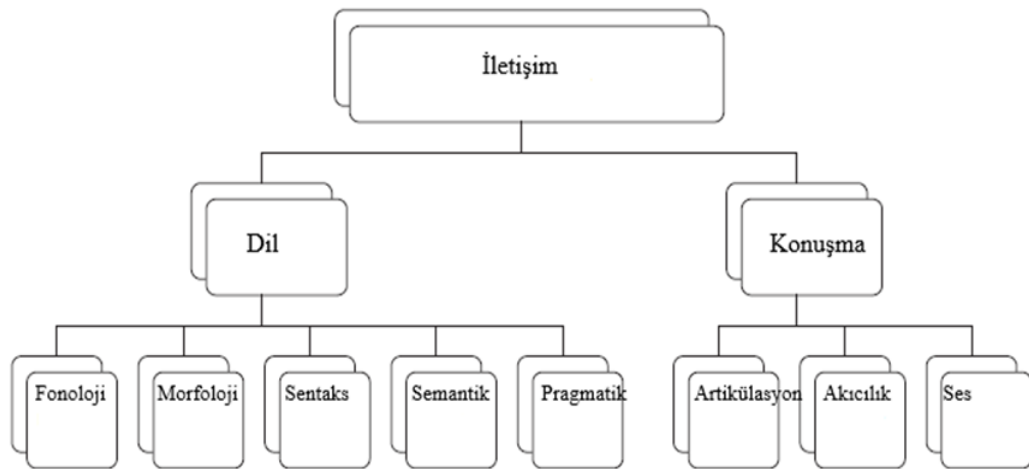 İletişim
Dil
Konuşma
Fonoloji
Morfoloji
Sentaks
Semantik
Pragmatik
Artikülasyon
Akıcılık
Ses